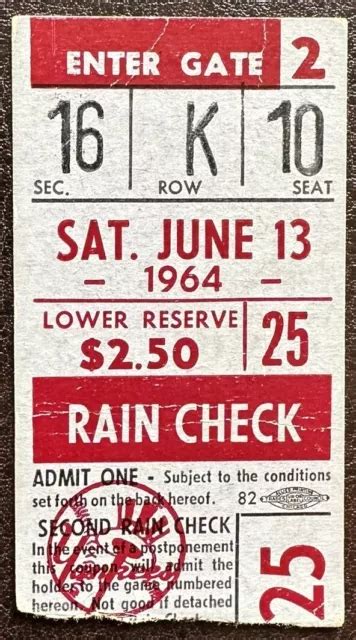 ENTER GATE 2
16 K 10
SEC. ROW SEAT
SAT. JUNE 13
- 1964 -
LOWER RESERVE 25
$2.50
RAIN CHECK
ADMIT ONE - Subject to the conditions
set forth on the back hereof. 82
SECOND RAIN CHECK
In the event of a postponement
this coupon will admit the
holder to the game numbered
hereon. Not good if detached
25